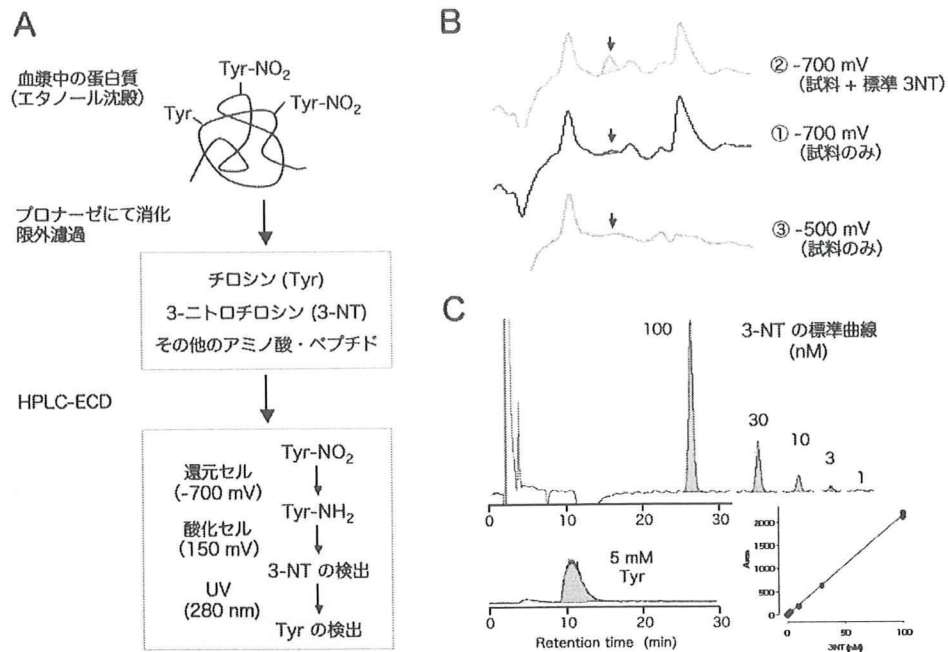 A
血漿中の蛋白質
(エタノール沈殿)
Tyr-NO₂
Tyr-NO₂
Tyr
プロナーゼにて消化
限外濾過
チロシン (Tyr)
3-ニトロチロシン (3-NT)
その他のアミノ酸・ペプチド
HPLC-ECD
Tyr-NO₂
還元セル
(-700 mV)
Tyr-NH₂
酸化セル
(150 mV)
3-NT の検出
UV
(280 nm)
Tyr の検出
B
② -700 mV
(試料 + 標準 3NT)
① -700 mV
(試料のみ)
③ -500 mV
(試料のみ)
C
3-NT の標準曲線
(nM)
100
30
10
3
1
0 10 20 30
5 mM
Tyr
0 10 20 30
Retention time (min)
Area
2000
1500
1000
500
0
0 50 100
3NT (nM)